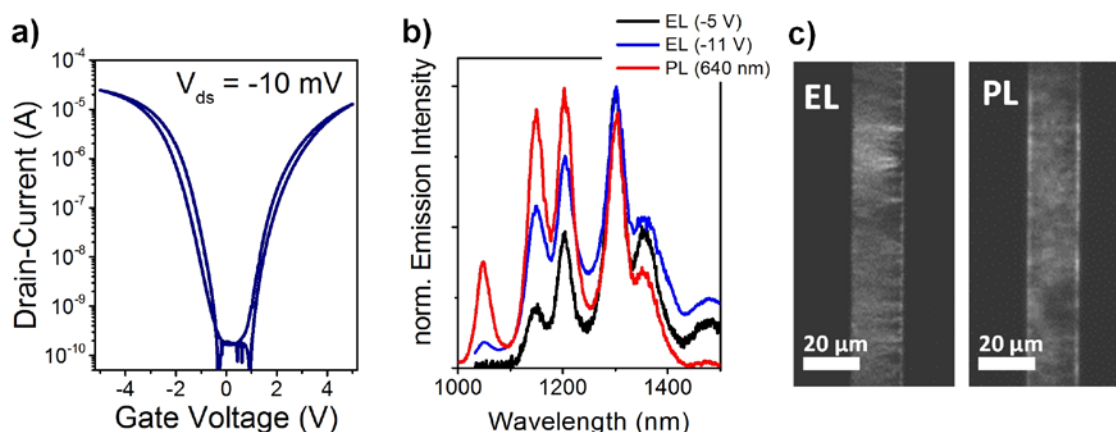 a)
V_ds = -10 mV
10^-4
10^-5
10^-6
10^-7
10^-8
10^-9
10^-10
Drain-Current (A)
-4 -2 0 2 4
Gate Voltage (V)
b)
EL (-5 V)
EL (-11 V)
PL (640 nm)
norm. Emission Intensity
1000 1200 1400
Wavelength (nm)
c)
EL
20 µm
PL
20 µm